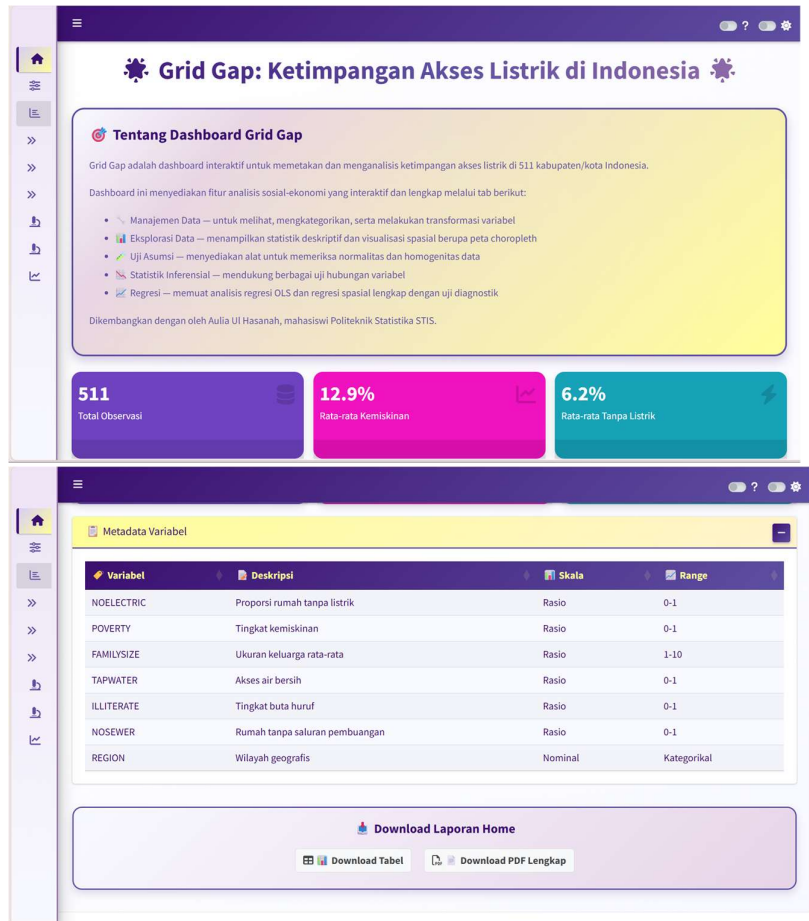 ?
Grid Gap: Ketimpangan Akses Listrik di Indonesia
Tentang Dashboard Grid Gap
Grid Gap adalah dashboard interaktif untuk memetakan dan menganalisis ketimpangan akses listrik di 511 kabupaten/kota Indonesia.
Dashboard ini menyediakan fitur analisis sosial-ekonomi yang interaktif dan lengkap melalui tab berikut:
• Manajemen Data — untuk melihat, mengkategorikan, serta melakukan transformasi variabel
• Eksplorasi Data — menampilkan statistik deskriptif dan visualisasi spasial berupa peta choropleth
• Uji Asumsi — menyediakan alat untuk memeriksa normalitas dan homogenitas data
• Statistik Inferensial — mendukung berbagai uji hubungan variabel
• Regresi — memuat analisis regresi OLS dan regresi spasial lengkap dengan uji diagnostik
Dikembangkan dengan oleh Aulia Ul Hasanah, mahasiswi Politeknik Statistika STIS.
511 12.9% 6.2%
Total Observasi Rata-rata Kemiskinan Rata-rata Tanpa Listrik
?
Metadata Variabel
Variabel Deskripsi Skala Range
NOELECTRIC Proporsi rumah tanpa listrik Rasio 0-1
POVERTY Tingkat kemiskinan Rasio 0-1
FAMILYSIZE Ukuran keluarga rata-rata Rasio 1-10
TAPWATER Akses air bersih Rasio 0-1
ILLITERATE Tingkat buta huruf Rasio 0-1
NOSEWER Rumah tanpa saluran pembuangan Rasio 0-1
REGION Wilayah geografis Nominal Kategorikal
Download Laporan Home
Download Tabel Download PDF Lengkap